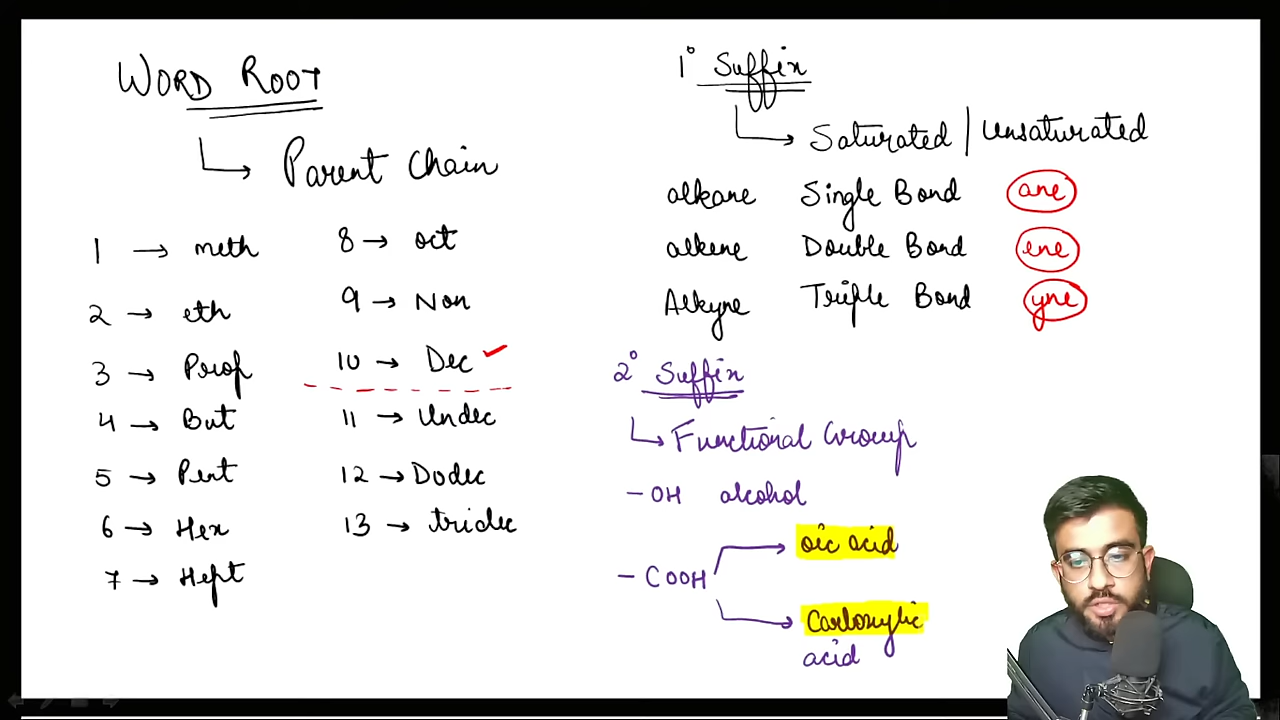 WORD ROOT
Parent Chain
1 → meth
2 → eth
3 → Prop
4 → But
5 → Pent
6 → Hex
7 → Hept
8 → oct
9 → Non
10 → Dec ✓
11 → Undec
12 → Dodec
13 → tridec
1° Suffix
Saturated | Unsaturated
alkane Single Bond ane
alkene Double Bond ene
Alkyne Triple Bond yne
2° Suffix
Functional Group
– OH alcohol
– COOH
oic acid
Carboxylic
acid